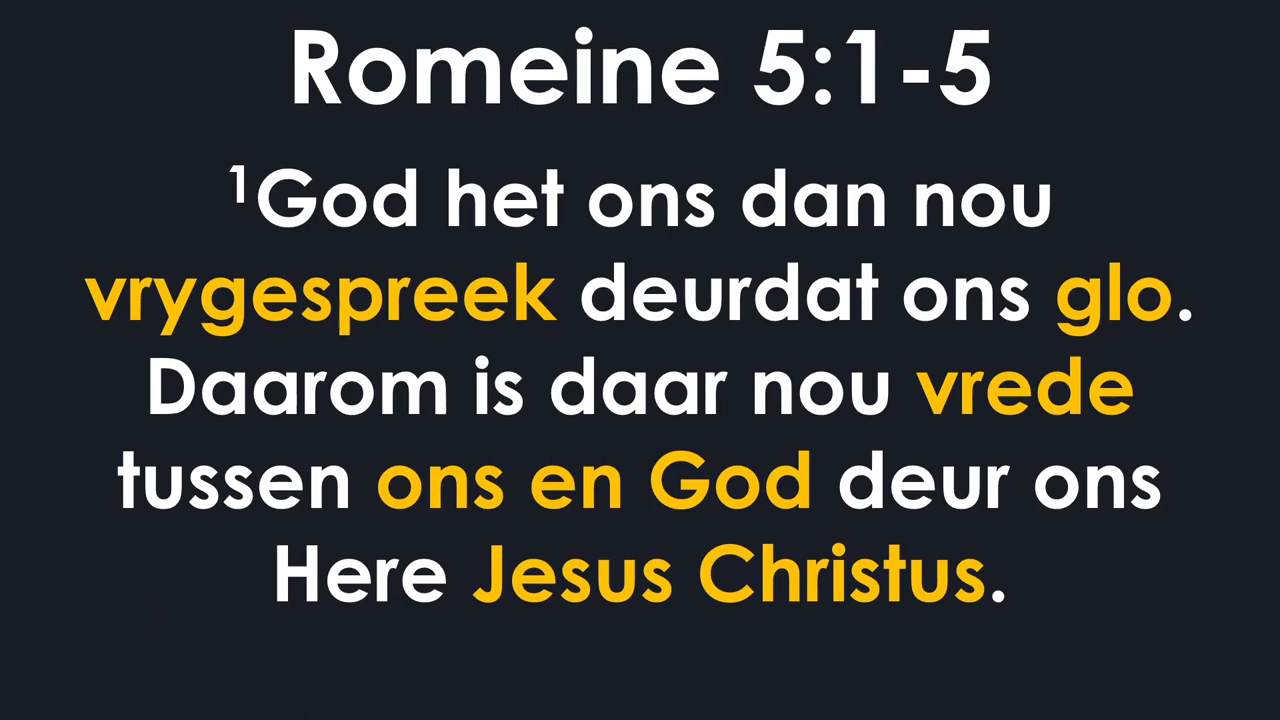 Romeine 5:1-5
¹God het ons dan nou
vrygespreek deurdat ons glo.
Daarom is daar nou vrede
tussen ons en God deur ons
Here Jesus Christus.